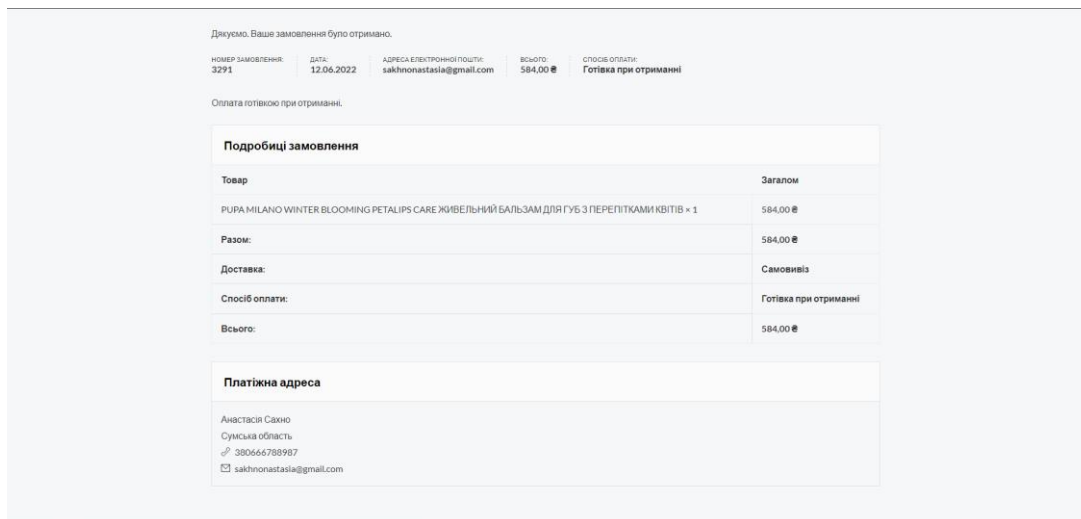 Дякуємо. Ваше замовлення було отримано.
НОМЕР ЗАМОВЛЕННЯ: ДАТА: АДРЕСА ЕЛЕКТРОННОЇ ПОШТИ: ВСЬОГО: СПОСІБ ОПЛАТИ:
3291 12.06.2022 sakhnonastasia@gmail.com 584,00 ₴ Готівка при отриманні
Оплата готівкою при отриманні.
Подробиці замовлення
Товар Загалом
PUPA MILANO WINTER BLOOMING PETALIPS CARE ЖИВЕЛЬНИЙ БАЛЬЗАМ ДЛЯ ГУБ З ПЕРЕПІТКАМИ КВІТІВ × 1 584,00 ₴
Разом: 584,00 ₴
Доставка: Самовивіз
Спосіб оплати: Готівка при отриманні
Всього: 584,00 ₴
Платіжна адреса
Анастасія Сахно
Сумська область
380666788987
sakhnonastasia@gmail.com